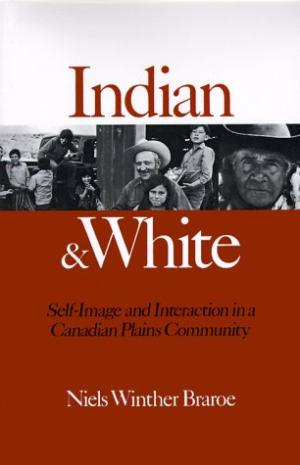 Indian
& White
Self-Image and Interaction in a
Canadian Plains Community
Niels Winther Braroe